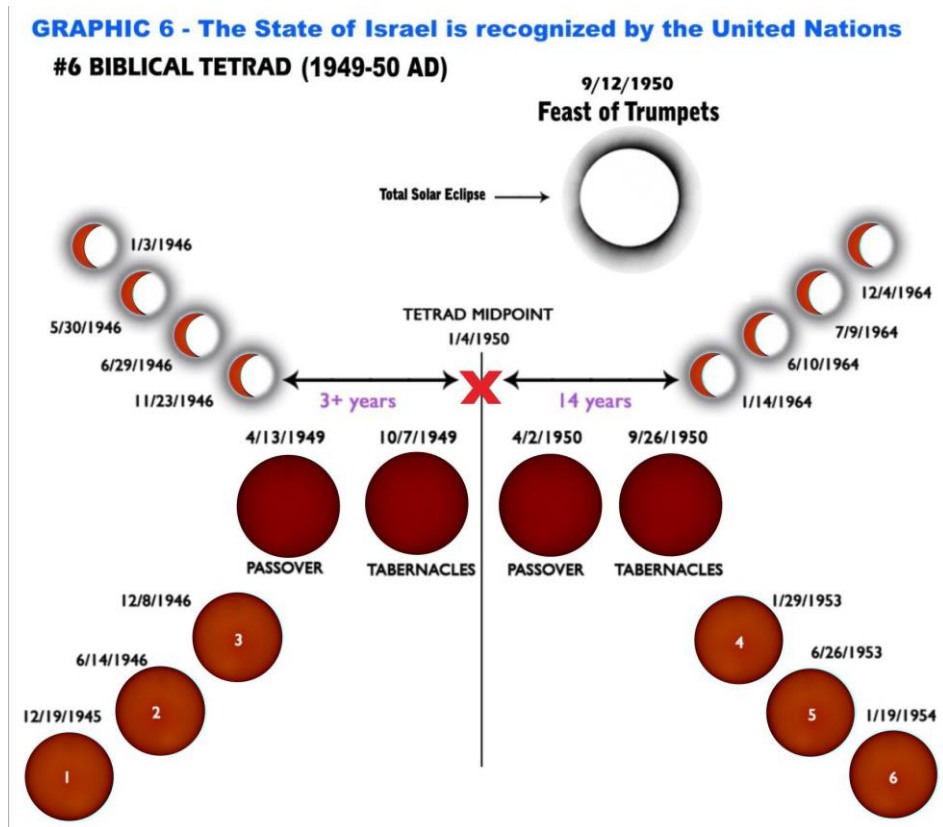 GRAPHIC 6 - The State of Israel is recognized by the United Nations
#6 BIBLICAL TETRAD (1949-50 AD)
9/12/1950
Feast of Trumpets
Total Solar Eclipse
1/3/1946
5/30/1946
6/29/1946
11/23/1946
12/4/1964
7/9/1964
6/10/1964
1/14/1964
TETRAD MIDPOINT
1/4/1950
3+ years
14 years
4/13/1949
10/7/1949
4/2/1950
9/26/1950
PASSOVER
TABERNACLES
PASSOVER
TABERNACLES
12/8/1946
3
6/14/1946
2
12/19/1945
1
1/29/1953
4
6/26/1953
5
1/19/1954
6